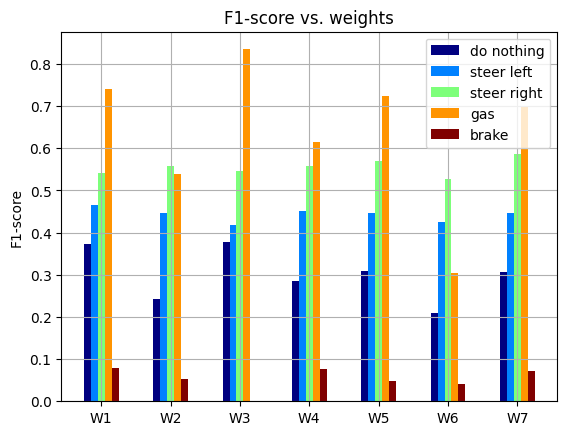 F1-score vs. weights
do nothing
steer left
steer right
gas
brake
F1-score
0.8
0.7
0.6
0.5
0.4
0.3
0.2
0.1
0.0
W1 W2 W3 W4 W5 W6 W7